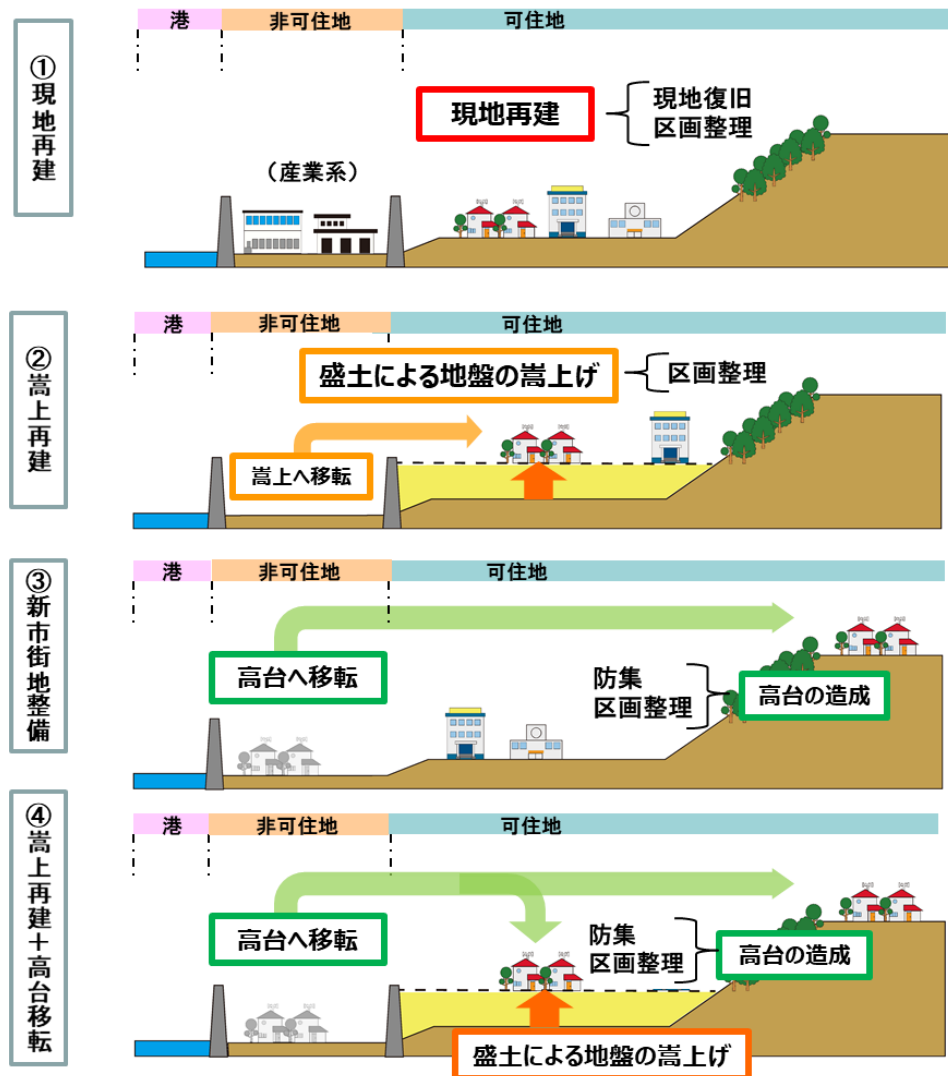 ①現地再建
港
非可住地
可住地
現地再建
現地復旧
区画整理
（産業系）
②嵩上再建
港
非可住地
可住地
盛土による地盤の嵩上げ
区画整理
嵩上へ移転
③新市街地整備
港
非可住地
可住地
高台へ移転
防集
区画整理
高台の造成
④嵩上再建＋高台移転
港
非可住地
可住地
高台へ移転
防集
区画整理
高台の造成
盛土による地盤の嵩上げ